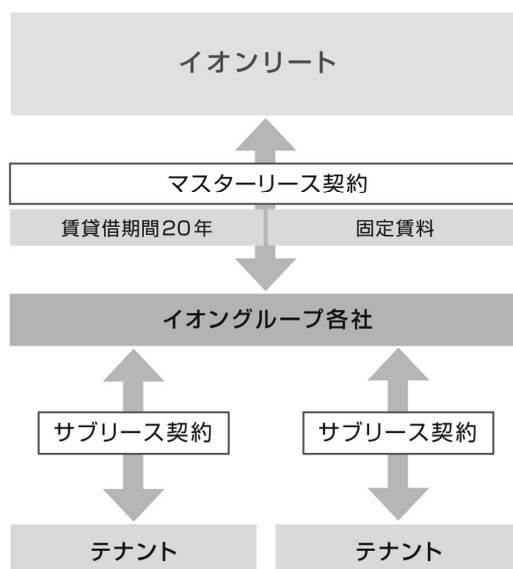 イオンリート
マスターリース契約
賃貸借期間20年
固定賃料
イオングループ各社
サブリース契約
サブリース契約
テナント
テナント